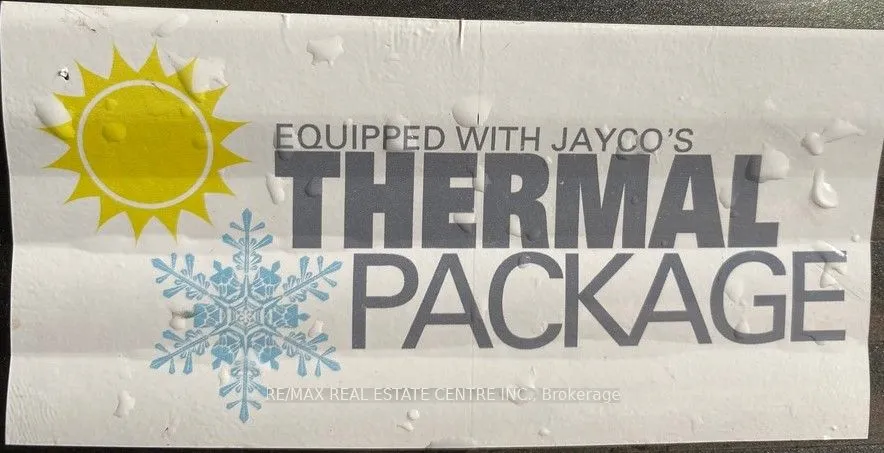 EQUIPPED WITH JAYCO'S
THERMAL
PACKAGE
RE/MAX REAL ESTATE CENTRE INC., Brokerage